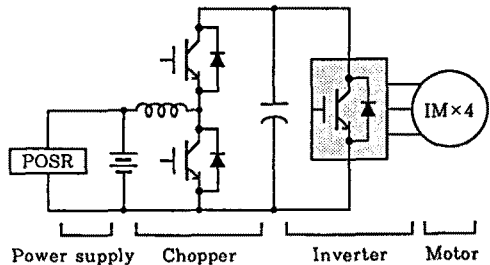 POSR
IM×4
Power supply
Chopper
Inverter
Motor